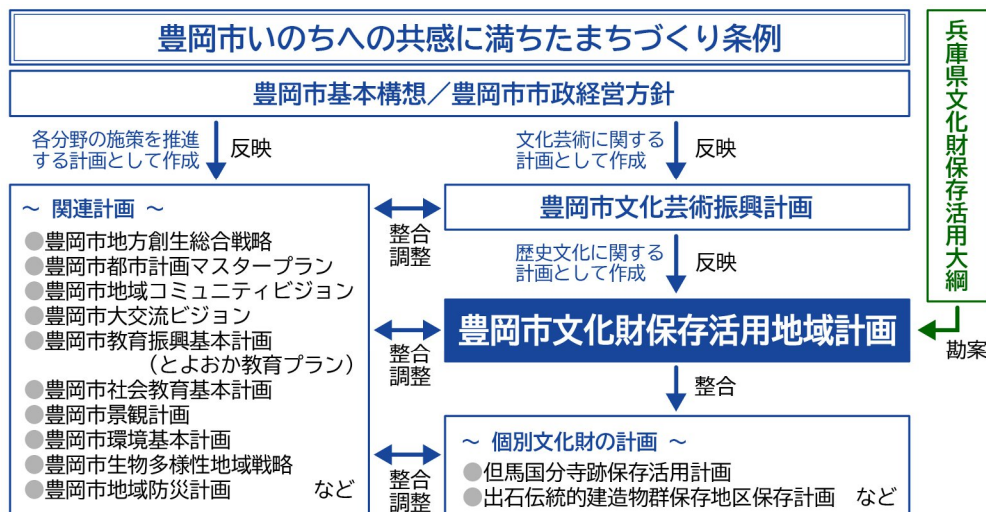 豊岡市いのちへの共感に満ちたまちづくり条例
豊岡市基本構想／豊岡市市政経営方針
各分野の施策を推進
する計画として作成
反映
文化芸術に関する
計画として作成
反映
兵庫県文化財保存活用大綱
～ 関連計画 ～
●豊岡市地方創生総合戦略
●豊岡市都市計画マスタープラン
●豊岡市地域コミュニティビジョン
●豊岡市大交流ビジョン
●豊岡市教育振興基本計画
（とよおか教育プラン）
●豊岡市社会教育基本計画
●豊岡市景観計画
●豊岡市環境基本計画
●豊岡市生物多様性地域戦略
●豊岡市地域防災計画 など
整合
調整
豊岡市文化芸術振興計画
歴史文化に関する
計画として作成
反映
整合
調整
豊岡市文化財保存活用地域計画
勘案
整合
整合
調整
～ 個別文化財の計画 ～
●但馬国分寺跡保存活用計画
●出石伝統的建造物群保存地区保存計画 など